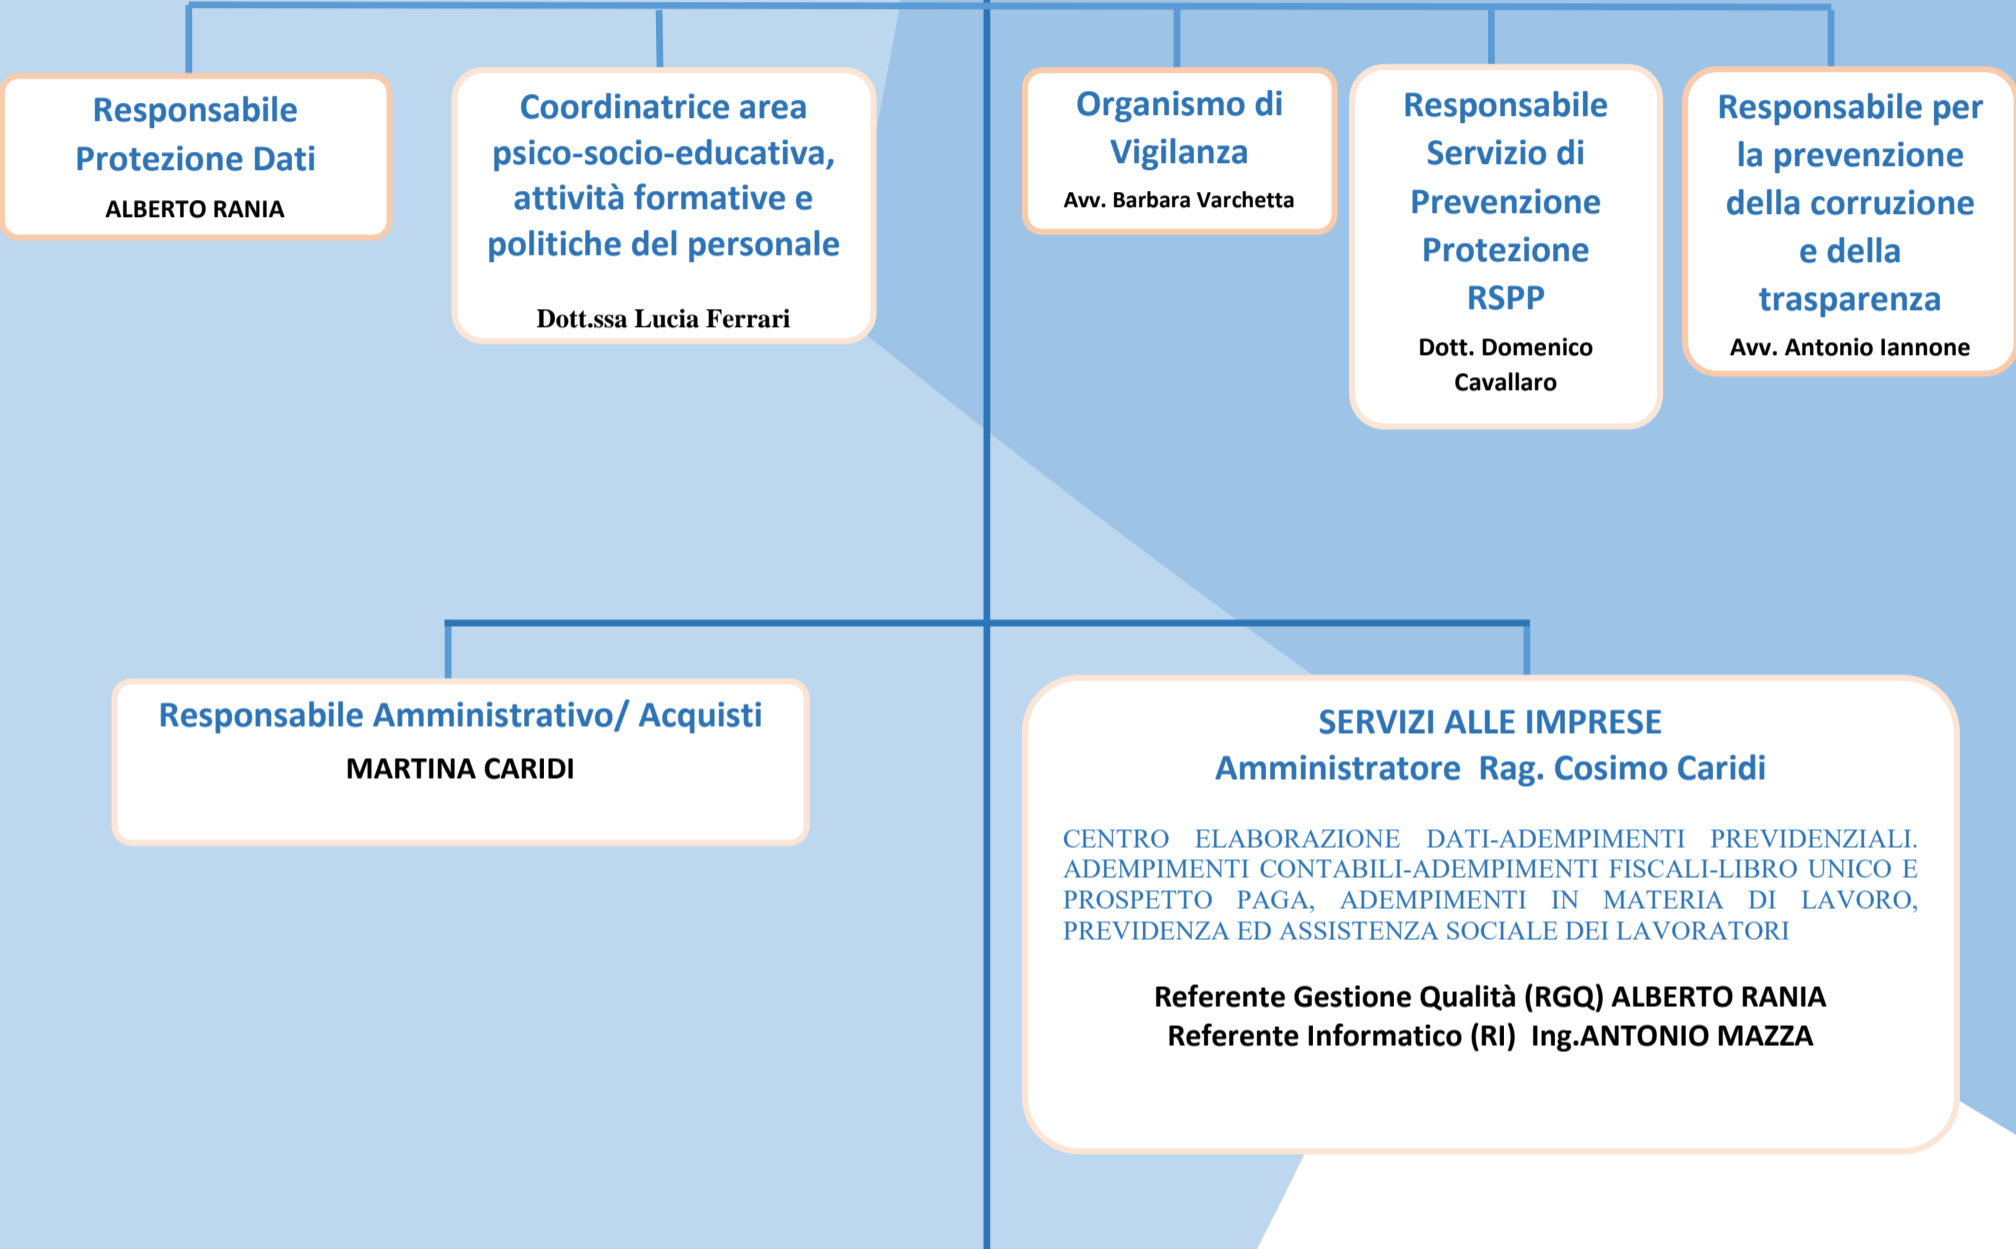 Responsabile
Protezione Dati
ALBERTO RANIA
Coordinatrice area
psico-socio-educativa,
attività formative e
politiche del personale
Dott.ssa Lucia Ferrari
Organismo di
Vigilanza
Avv. Barbara Varchetta
Responsabile
Servizio di
Prevenzione
Protezione
RSPP
Dott. Domenico
Cavallaro
Responsabile per
la prevenzione
della corruzione
e della
trasparenza
Avv. Antonio Iannone
Responsabile Amministrativo/ Acquisti
MARTINA CARIDI
SERVIZI ALLE IMPRESE
Amministratore  Rag. Cosimo Caridi
CENTRO ELABORAZIONE DATI-ADEMPIMENTI PREVIDENZIALI.
ADEMPIMENTI CONTABILI-ADEMPIMENTI FISCALI-LIBRO UNICO E
PROSPETTO PAGA, ADEMPIMENTI IN MATERIA DI LAVORO,
PREVIDENZA ED ASSISTENZA SOCIALE DEI LAVORATORI
Referente Gestione Qualità (RGQ) ALBERTO RANIA
Referente Informatico (RI)  Ing.ANTONIO MAZZA